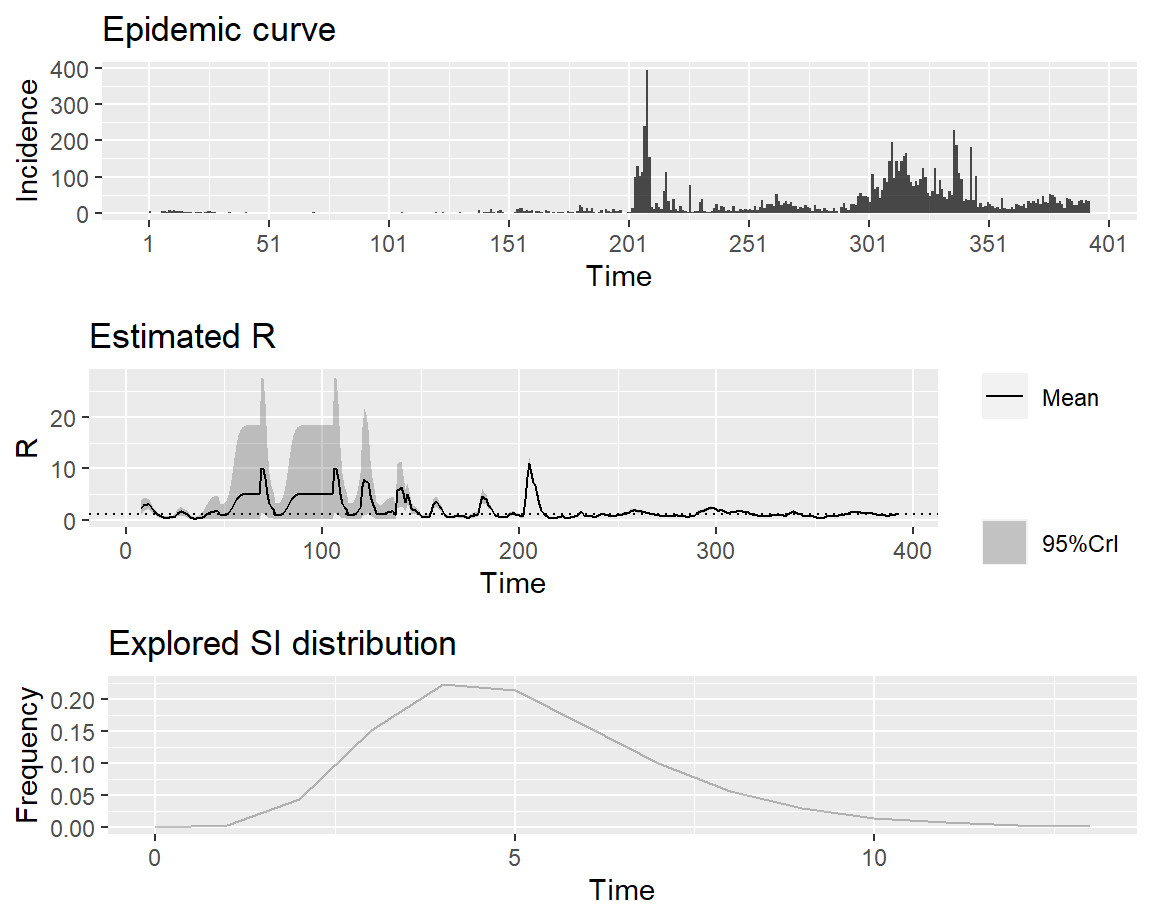 Epidemic curve
Incidence
400
300
200
100
0
1 51 101 151 201 251 301 351 401
Time
Estimated R
R
20
10
0
0 100 200 300 400
Time
Mean
95%CrI
Explored SI distribution
Frequency
0.20
0.15
0.10
0.05
0.00
0 5 10
Time